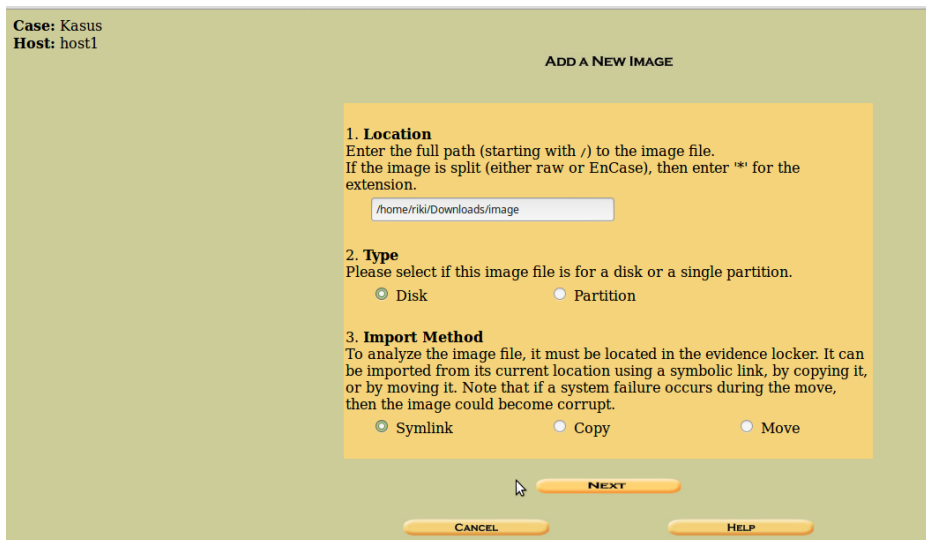 Case: Kasus
Host: host1
ADD A NEW IMAGE
1. Location
Enter the full path (starting with /) to the image file.
If the image is split (either raw or EnCase), then enter '*' for the
extension.
/home/riki/Downloads/image
2. Type
Please select if this image file is for a disk or a single partition.
Disk Partition
3. Import Method
To analyze the image file, it must be located in the evidence locker. It can
be imported from its current location using a symbolic link, by copying it,
or by moving it. Note that if a system failure occurs during the move,
then the image could become corrupt.
Symlink Copy Move
NEXT
CANCEL HELP